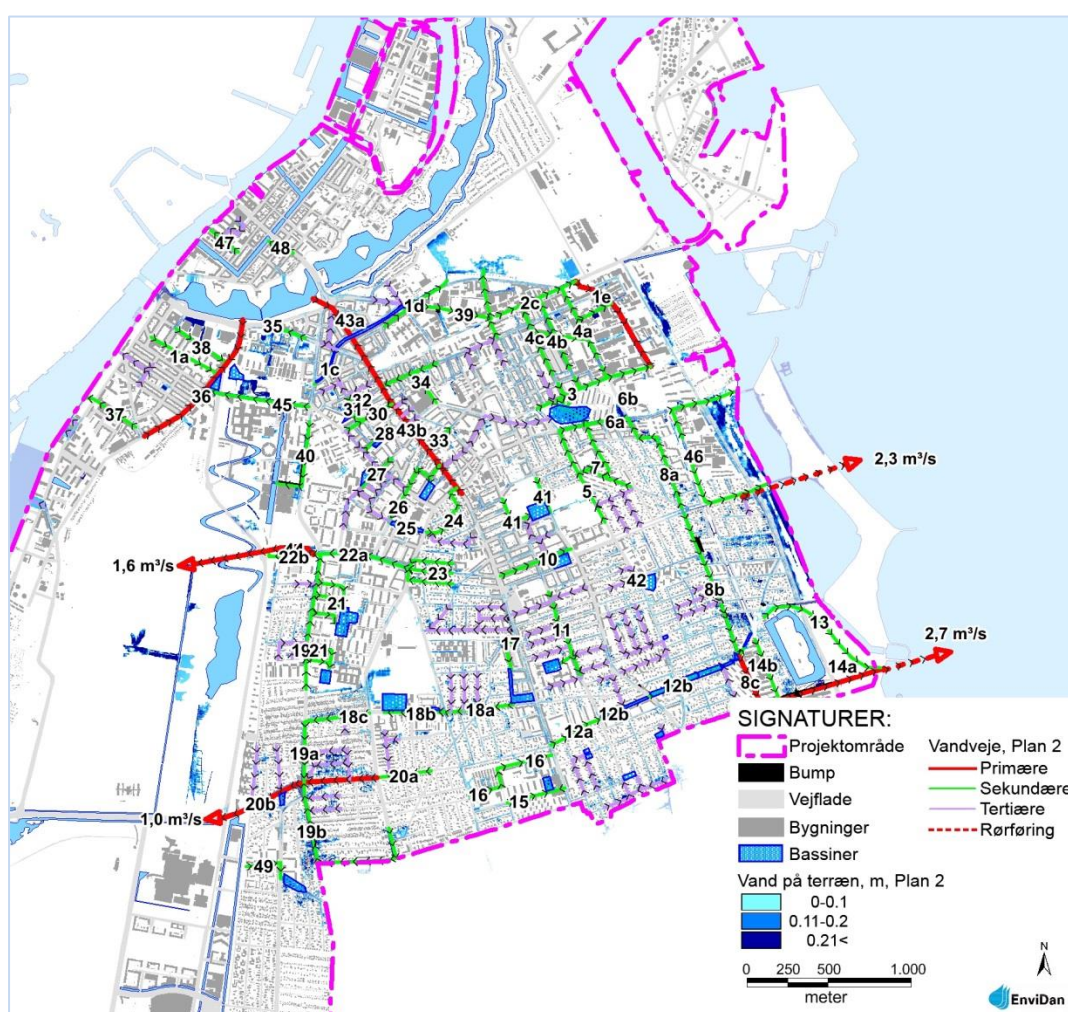 47
48
43a
1d
39
2c
1e
35
38
1a
4c
4b
4a
1c
34
3
36
37
45
32
31
30
43b
33
28
6b
6a
46
2,3 m³/s
40
27
26
25
24
7
5
8a
41
41
22b
22a
1,6 m³/s
23
10
42
8b
21
11
13
2,7 m³/s
19
21
17
14b
14a
8c
12b
12b
18c
18b
18a
12a
19a
16
20a
16
15
20b
1,0 m³/s
19b
49
SIGNATURER:
Projektområde
Bump
Vejflade
Bygninger
Bassiner
Vand på terræn, m, Plan 2
0-0.1
0.11-0.2
0.21<
Vandveje, Plan 2
Primære
Sekundære
Tertiære
Rørføring
0 250 500 1.000
meter
N
EnviDan